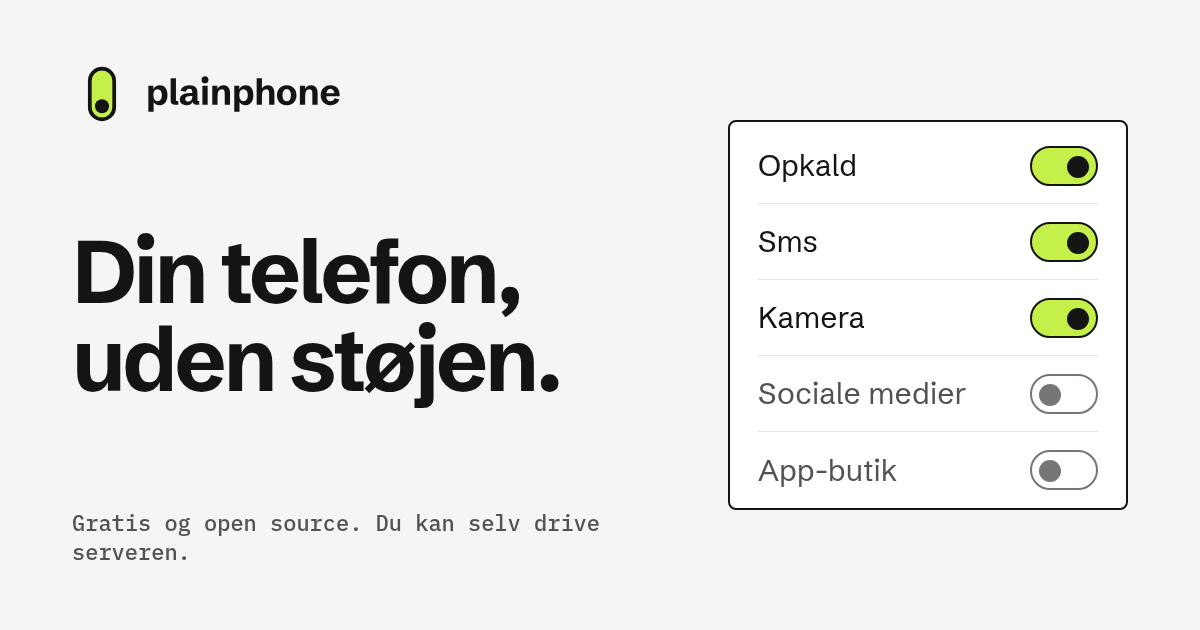 plainphone
Din telefon,
uden støjen.
Gratis og open source. Du kan selv drive
serveren.
Opkald
Sms
Kamera
Sociale medier
App-butik